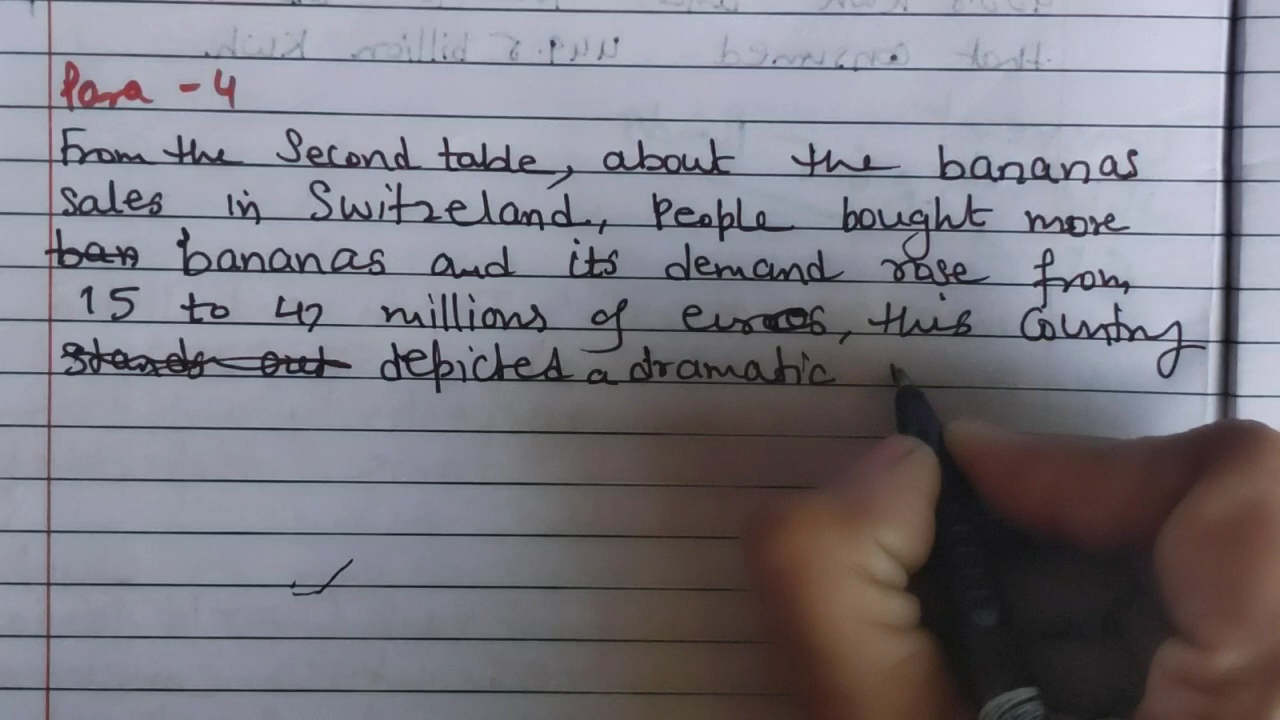 Para - 4
From the Second table, about the bananas
sales in Switzeland, People bought more
ban bananas and its demand rose from
15 to 47 millions of euroes, this Country
stands out depicted a dramatic